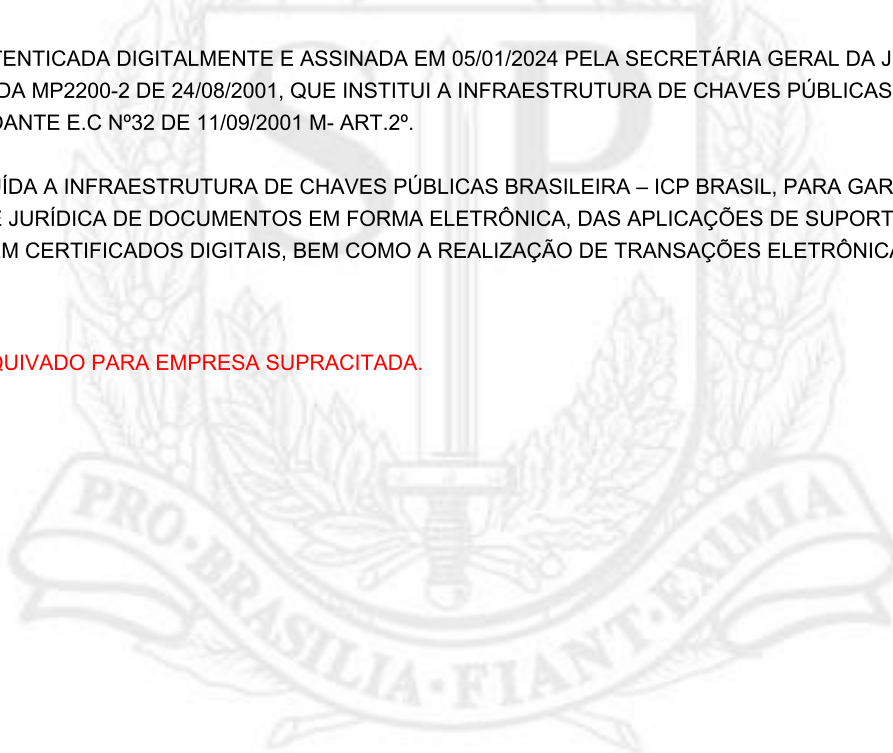 TENTICADA DIGITALMENTE E ASSINADA EM 05/01/2024 PELA SECRETÁRIA GERAL DA J
DA MP2200-2 DE 24/08/2001, QUE INSTITUI A INFRAESTRUTURA DE CHAVES PÚBLICAS
DANTE E.C Nº32 DE 11/09/2001 M- ART.2º.
ÍDA A INFRAESTRUTURA DE CHAVES PÚBLICAS BRASILEIRA – ICP BRASIL, PARA GAR
E JURÍDICA DE DOCUMENTOS EM FORMA ELETRÔNICA, DAS APLICAÇÕES DE SUPORT
EM CERTIFICADOS DIGITAIS, BEM COMO A REALIZAÇÃO DE TRANSAÇÕES ELETRÔNICA
QUIVADO PARA EMPRESA SUPRACITADA.
SP
PRO·BRASILIA·FIANT·EXIMIA